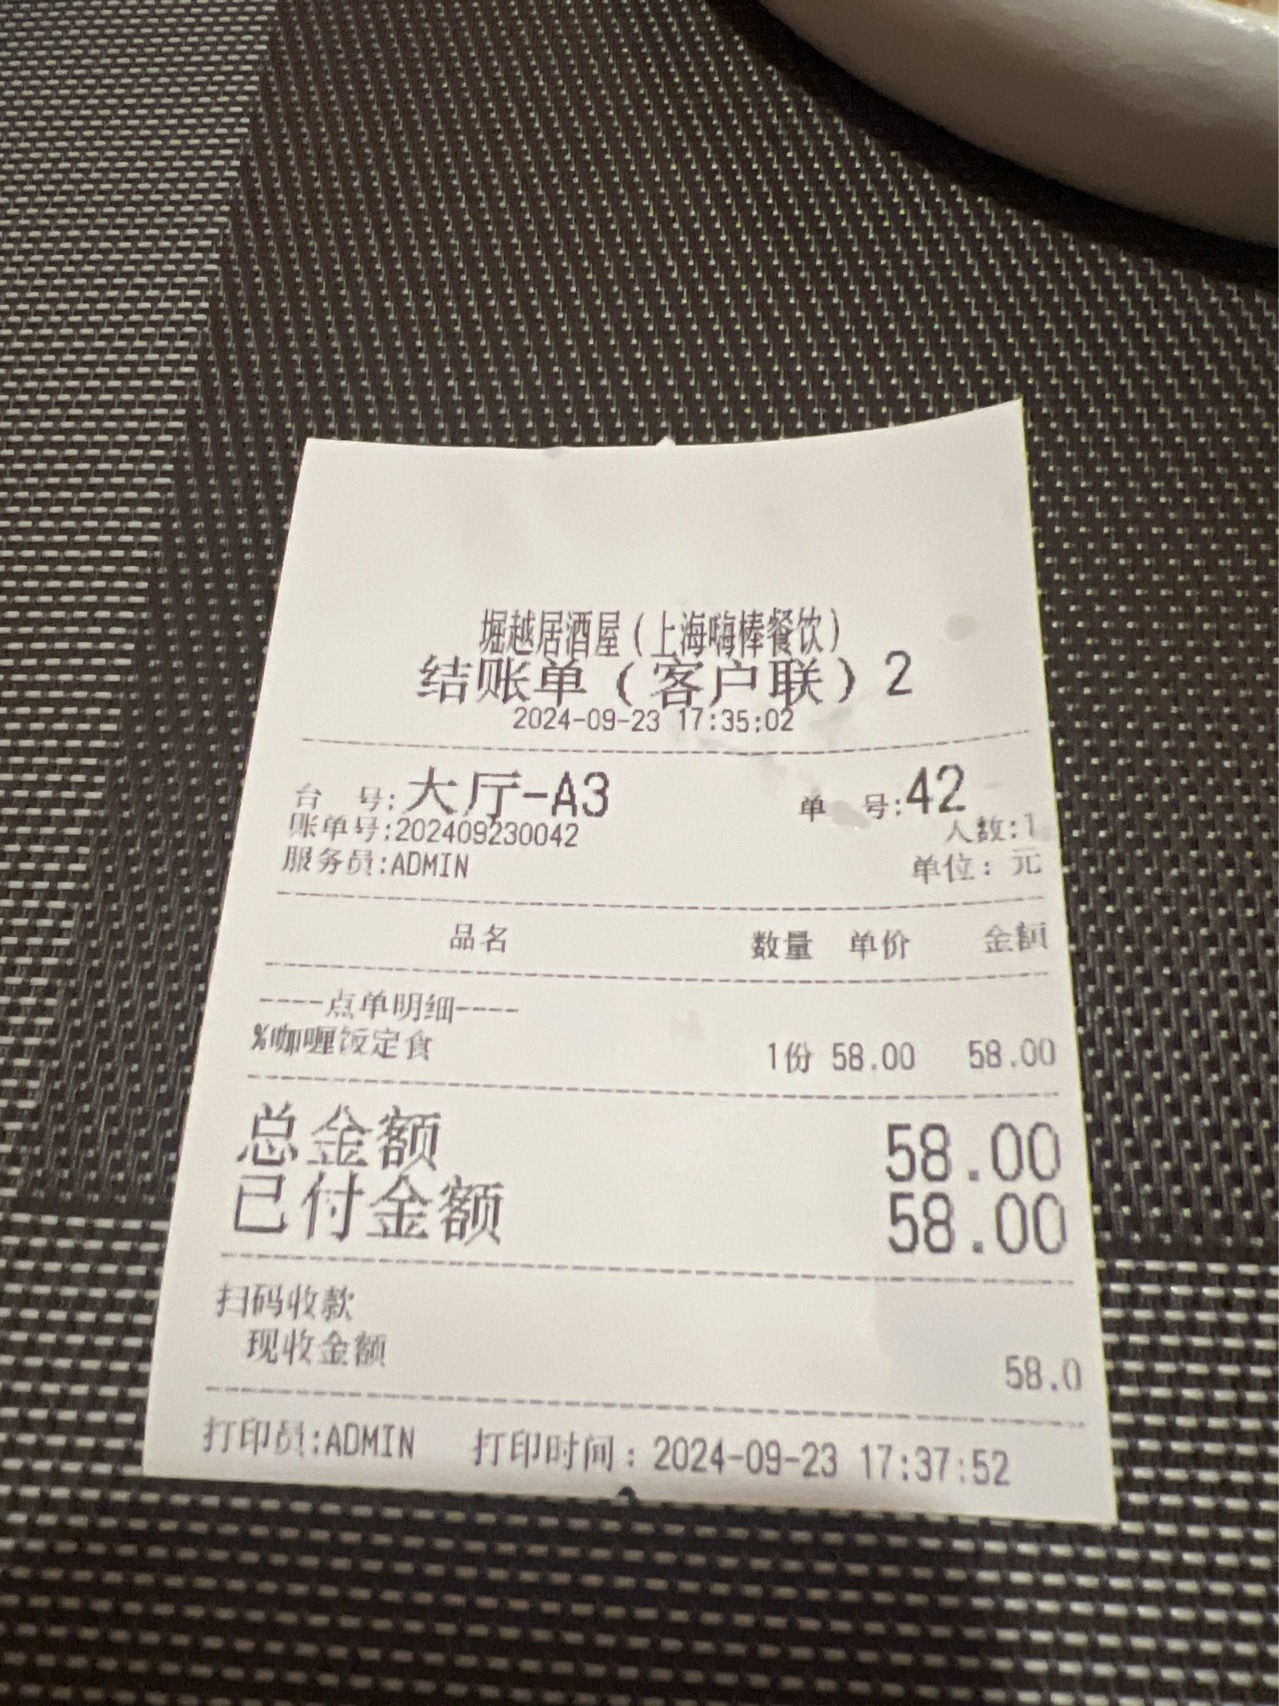 堀越居酒屋(上海嗨棒餐饮)
结账单(客户联)2
2024-09-23 17:35:02
台 号:大厅-A3 单 号:42
账单号:202409230042 人数:1
服务员:ADMIN 单位:元
品名 数量 单价 金额
----点单明细----
%咖喱饭定食 1份 58.00 58.00
总金额 58.00
已付金额 58.00
扫码收款
现收金额 58.0
打印员:ADMIN 打印时间:2024-09-23 17:37:52